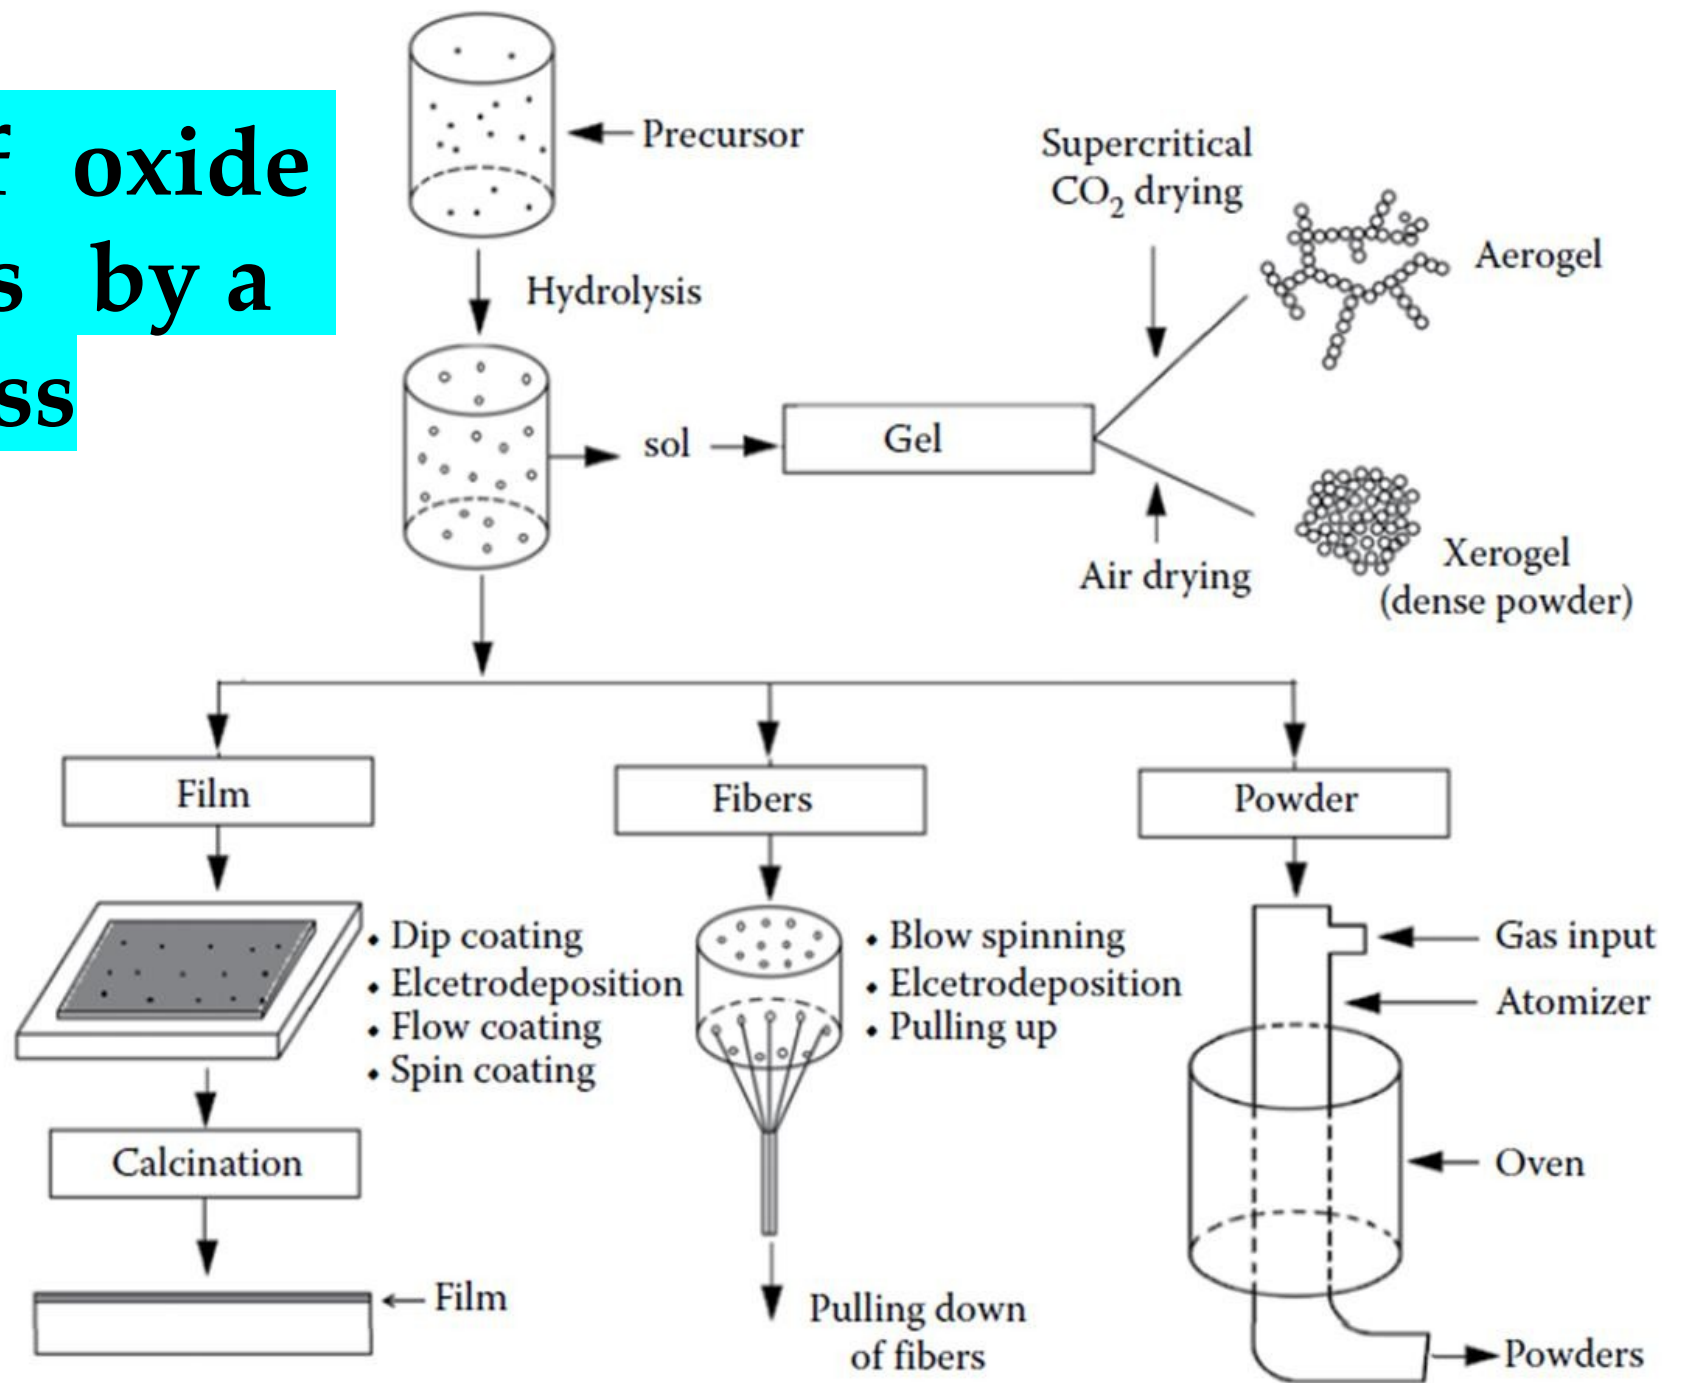 f oxide
s by a
ss
Precursor
Hydrolysis
sol
Gel
Supercritical
CO₂ drying
Aerogel
Air drying
Xerogel
(dense powder)
Film
Fibers
Powder
• Dip coating
• Elcetrodeposition
• Flow coating
• Spin coating
• Blow spinning
• Elcetrodeposition
• Pulling up
Gas input
Atomizer
Oven
Powders
Calcination
Film
Pulling down
of fibers